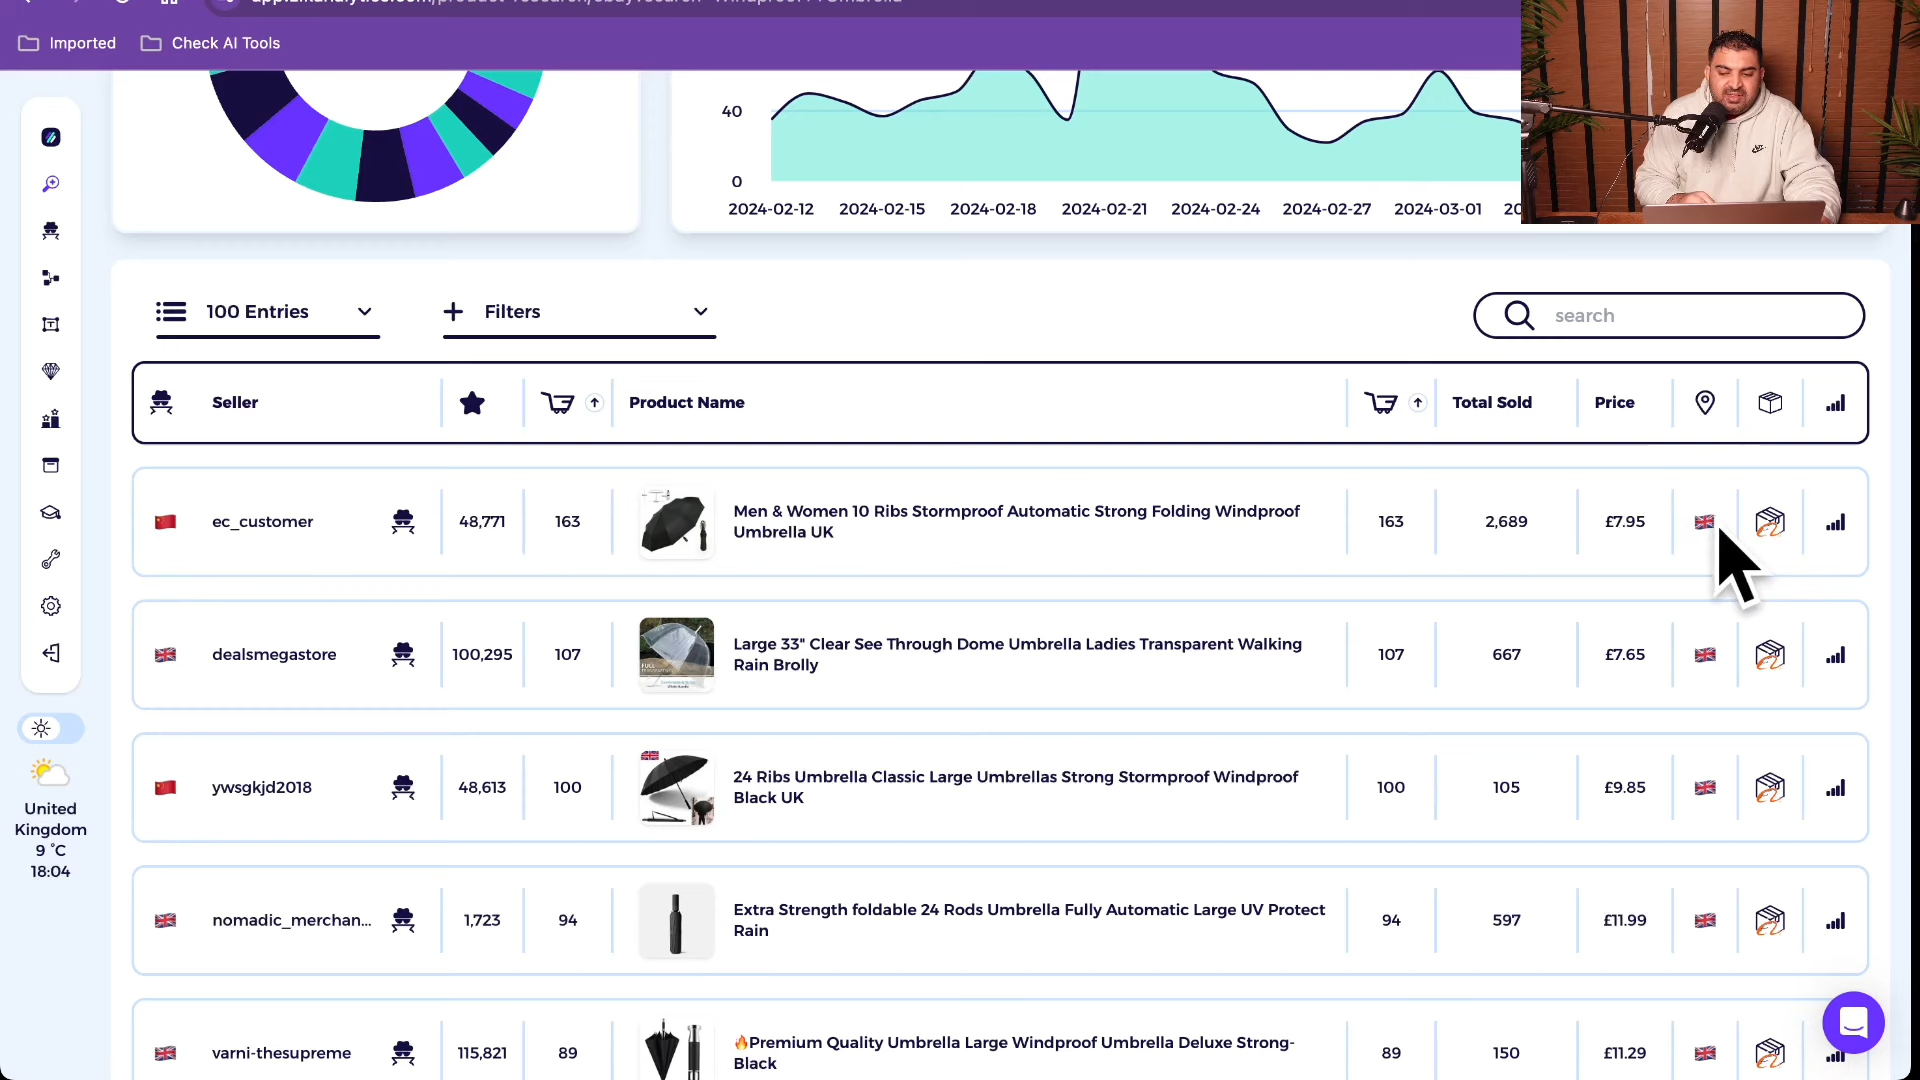 Imported
Check AI Tools
40
0
2024-02-12
2024-02-15
2024-02-18
2024-02-21
2024-02-24
2024-02-27
2024-03-01
20
100 Entries
Filters
search
Seller
Product Name
Total Sold
Price
ec_customer
48,771
163
Men & Women 10 Ribs Stormproof Automatic Strong Folding Windproof
Umbrella UK
163
2,689
£7.95
dealsmegastore
100,295
107
Large 33" Clear See Through Dome Umbrella Ladies Transparent Walking
Rain Brolly
107
667
£7.65
ywsgkjd2018
48,613
100
24 Ribs Umbrella Classic Large Umbrellas Strong Stormproof Windproof
Black UK
100
105
£9.85
nomadic_merchan...
1,723
94
Extra Strength foldable 24 Rods Umbrella Fully Automatic Large UV Protect
Rain
94
597
£11.99
varni-thesupreme
115,821
89
🔥Premium Quality Umbrella Large Windproof Umbrella Deluxe Strong-
Black
89
150
£11.29
United
Kingdom
9 °C
18:04